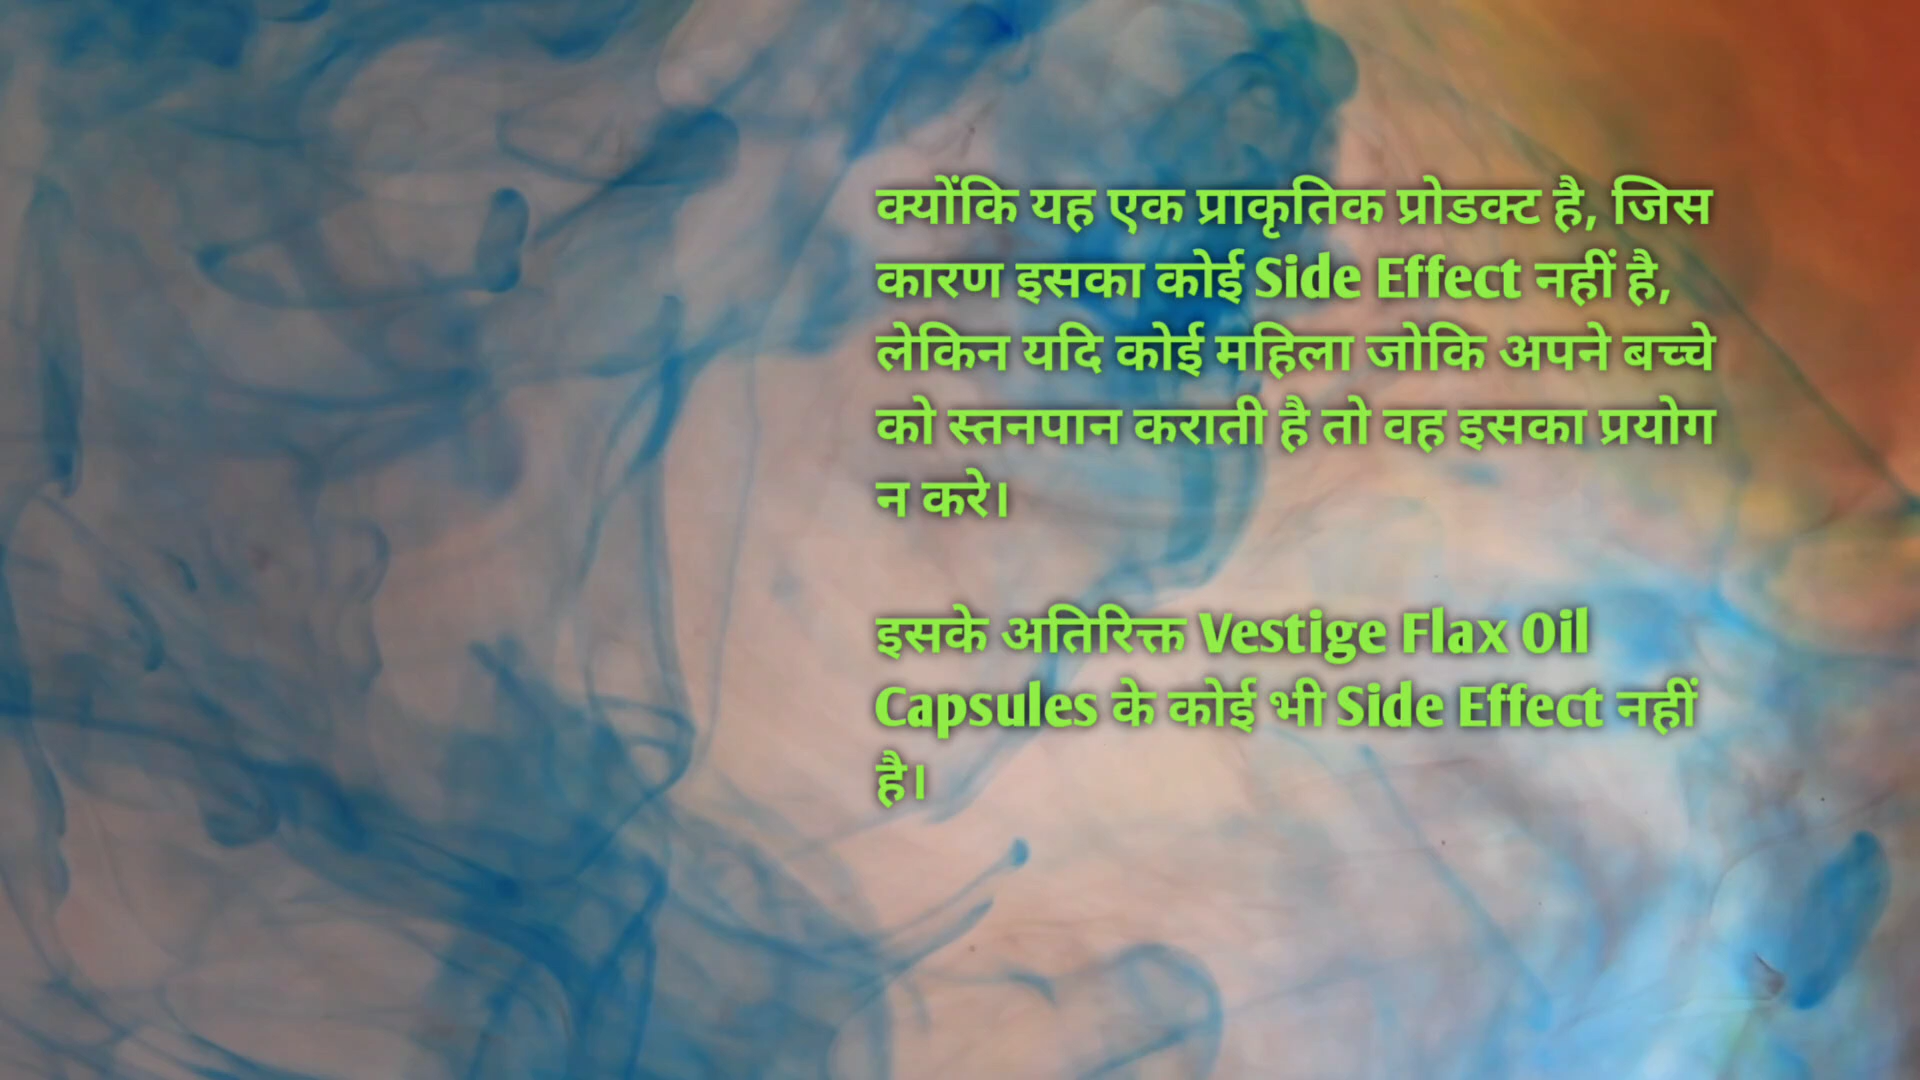 क्योंकि यह एक प्राकृतिक प्रोडक्ट है, जिस
कारण इसका कोई Side Effect नहीं है,
लेकिन यदि कोई महिला जोकि अपने बच्चे
को स्तनपान कराती है तो वह इसका प्रयोग
न करे।
इसके अतिरिक्त Vestige Flax Oil
Capsules के कोई भी Side Effect नहीं
है।